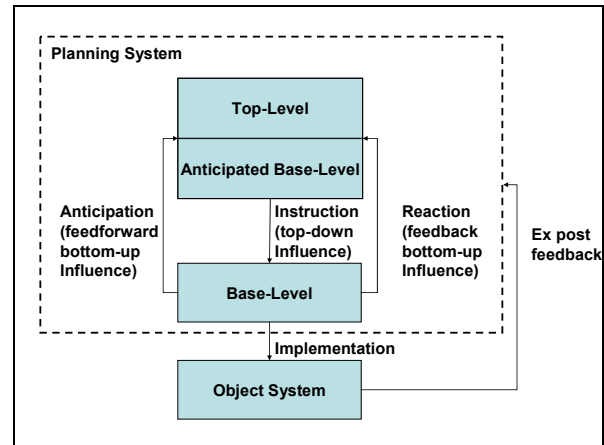 Planning System
Top-Level
Anticipated Base-Level
Anticipation
(feedforward
bottom-up
Influence)
Instruction
(top-down
Influence)
Reaction
(feedback
bottom-up
Influence)
Ex post
feedback
Base-Level
Implementation
Object System